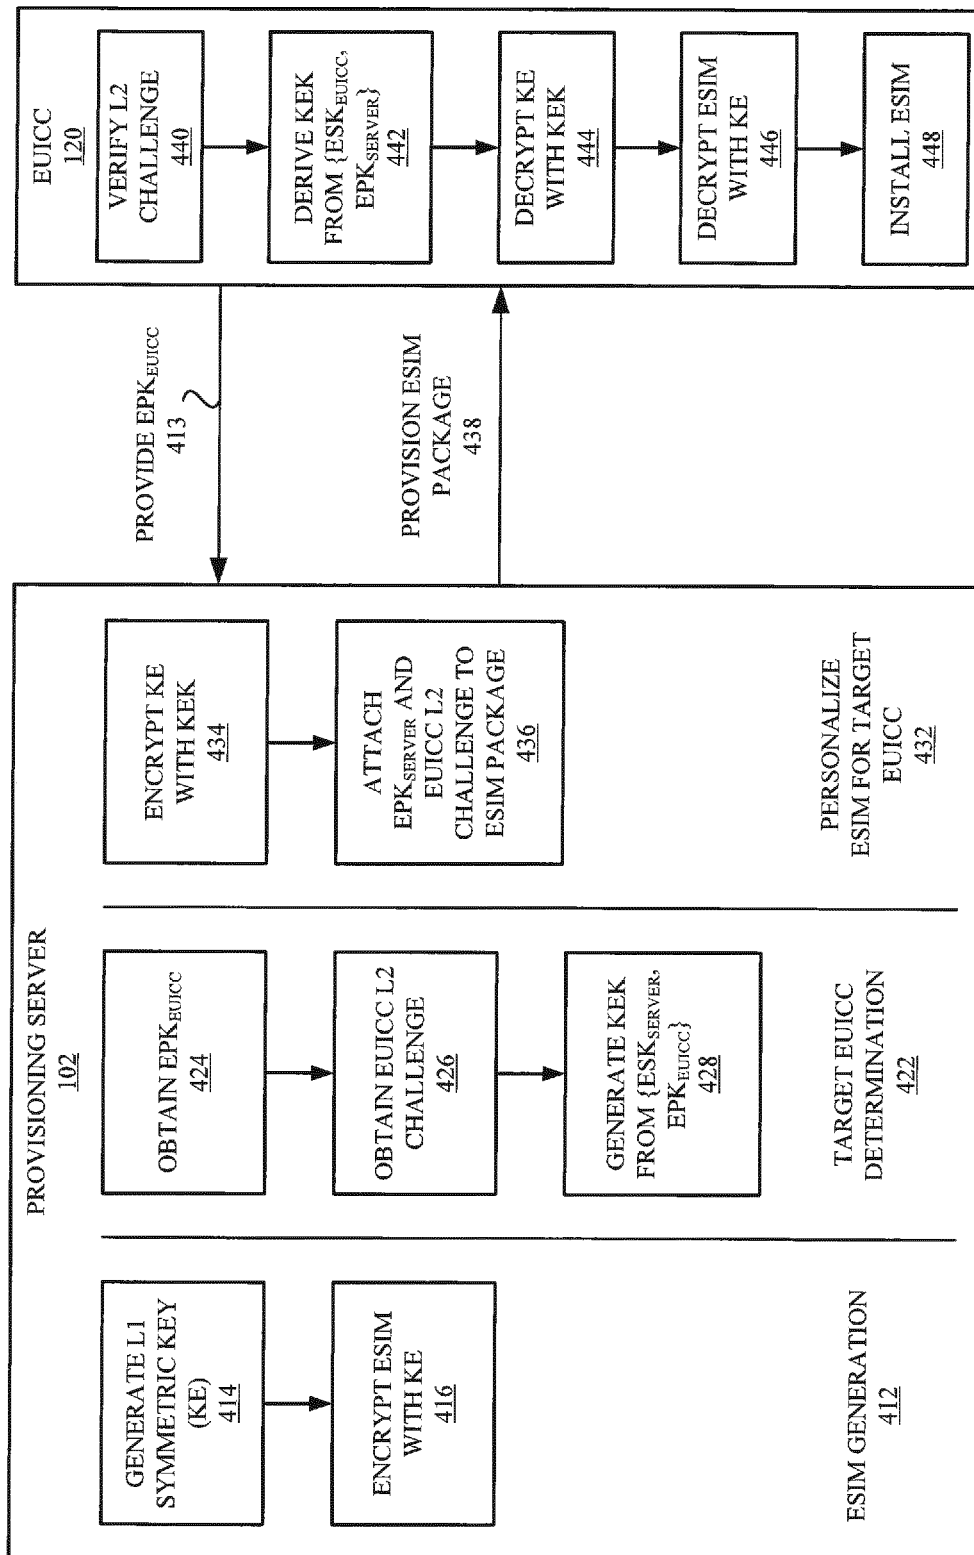 PROVISIONING SERVER
102
GENERATE L1
SYMMETRIC KEY
(KE)
414
ENCRYPT ESIM
WITH KE
416
ESIM GENERATION
412
OBTAIN EPKEUICC
424
OBTAIN EUICC L2
CHALLENGE
426
GENERATE KEK
FROM {ESKSERVER,
EPKEUICC}
428
TARGET EUICC
DETERMINATION
422
ENCRYPT KE
WITH KEK
434
ATTACH
EPKSERVER AND
EUICC L2
CHALLENGE TO
ESIM PACKAGE
436
PERSONALIZE
ESIM FOR TARGET
EUICC
432
PROVIDE EPKEUICC
413
PROVISION ESIM
PACKAGE
438
EUICC
120
VERIFY L2
CHALLENGE
440
DERIVE KEK
FROM {ESKEUICC,
EPKSERVER}
442
DECRYPT KE
WITH KEK
444
DECRYPT ESIM
WITH KE
446
INSTALL ESIM
448